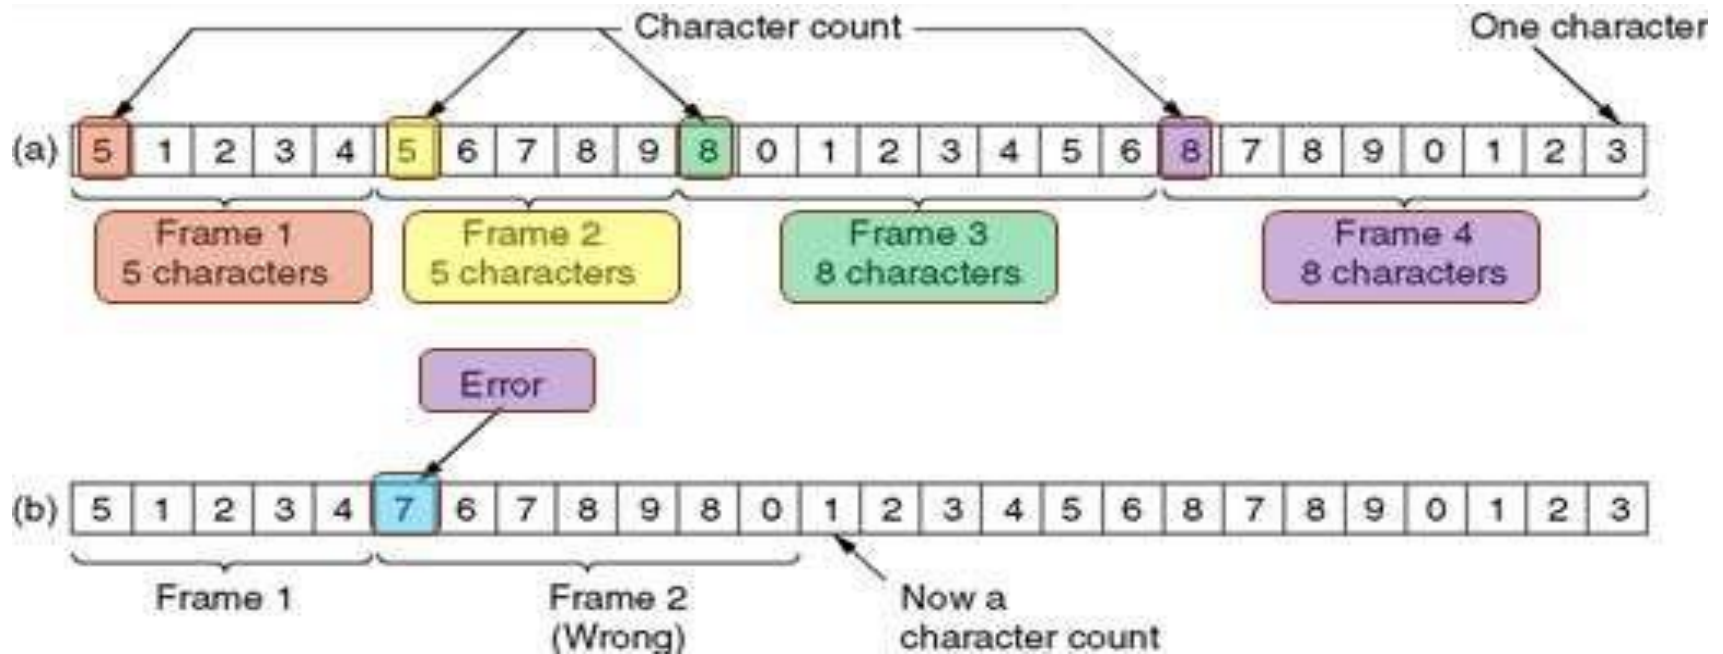 Character count
One character
(a) 5 1 2 3 4 5 6 7 8 9 8 0 1 2 3 4 5 6 8 7 8 9 0 1 2 3
Frame 1
5 characters
Frame 2
5 characters
Frame 3
8 characters
Frame 4
8 characters
Error
(b) 5 1 2 3 4 7 6 7 8 9 8 0 1 2 3 4 5 6 8 7 8 9 0 1 2 3
Frame 1
Frame 2
(Wrong)
Now a
character count